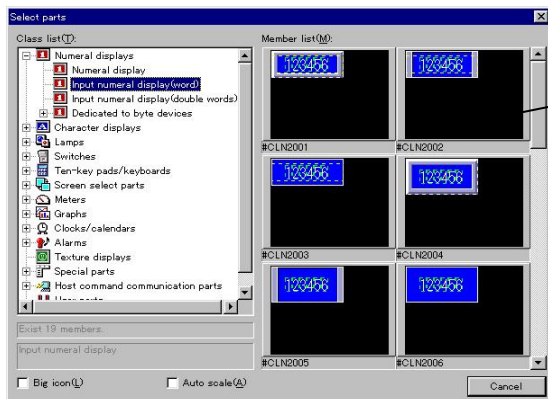 Select parts
Class list(T):
Numeral displays
Numeral display
Input numeral display(word)
Input numeral display(double words)
Dedicated to byte devices
Character displays
Lamps
Switches
Ten-key pads/keyboards
Screen select parts
Meters
Graphs
Clocks/calendars
Alarms
Texture displays
Special parts
Host command communication parts
Exist 19 members.
Input numeral display
Big icon(L)
Auto scale(A)
Member list(M):
123456
123456
#CLN2001
#CLN2002
123456
123456
#CLN2003
#CLN2004
123456
123456
#CLN2005
#CLN2006
Cancel